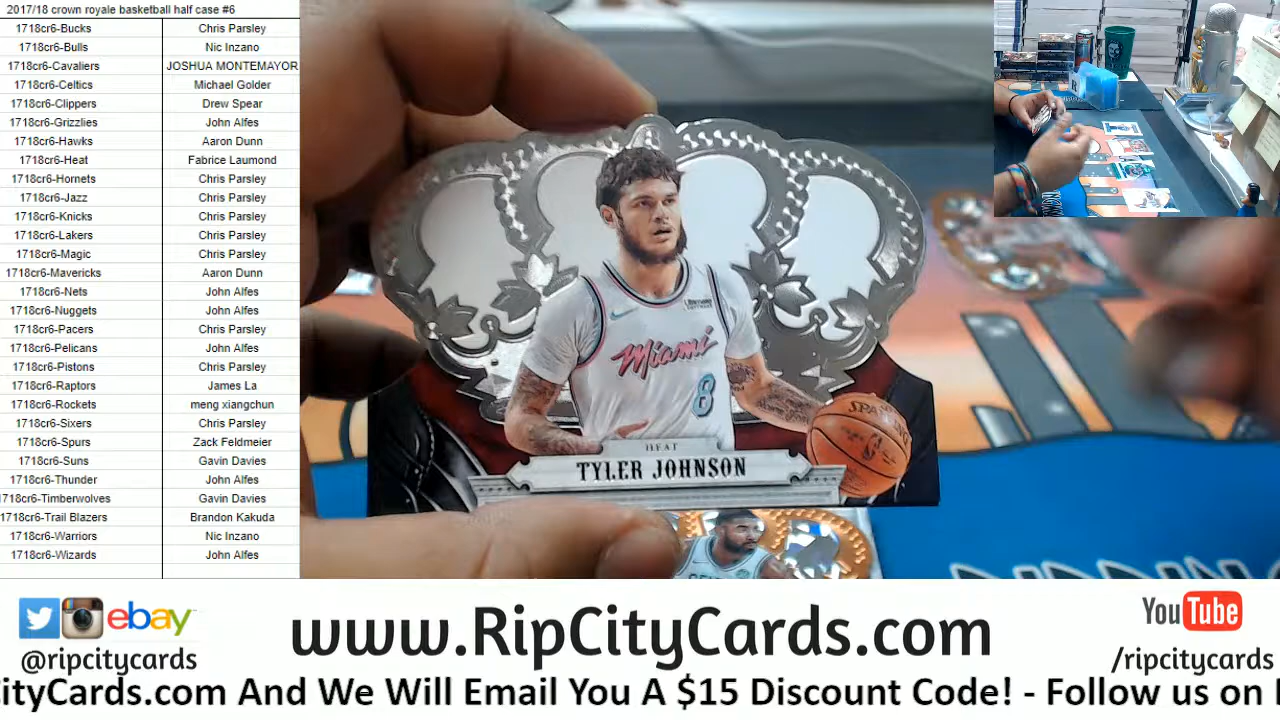 2017/18 crown royale basketball half case #6
1718cr6-Bucks Chris Parsley
1718cr6-Bulls Nic Inzano
1718cr6-Cavaliers JOSHUA MONTEMAYOR
1718cr6-Celtics Michael Golder
1718cr6-Clippers Drew Spear
1718cr6-Grizzlies John Alfes
1718cr6-Hawks Aaron Dunn
1718cr6-Heat Fabrice Laumond
1718cr6-Hornets Chris Parsley
1718cr6-Jazz Chris Parsley
1718cr6-Knicks Chris Parsley
1718cr6-Lakers Chris Parsley
1718cr6-Magic Chris Parsley
1718cr6-Mavericks Aaron Dunn
1718cr6-Nets John Alfes
1718cr6-Nuggets John Alfes
1718cr6-Pacers Chris Parsley
1718cr6-Pelicans John Alfes
1718cr6-Pistons Chris Parsley
1718cr6-Raptors James La
1718cr6-Rockets meng xiangchun
1718cr6-Sixers Chris Parsley
1718cr6-Spurs Zack Feldmeier
1718cr6-Suns Gavin Davies
1718cr6-Thunder John Alfes
1718cr6-Timberwolves Gavin Davies
1718cr6-Trail Blazers Brandon Kakuda
1718cr6-Warriors Nic Inzano
1718cr6-Wizards John Alfes
Miami
8
HEAT
TYLER JOHNSON
ebay
@ripcitycards
www.RipCityCards.com
YouTube
/ripcitycards
CityCards.com And We Will Email You A $15 Discount Code! - Follow us on